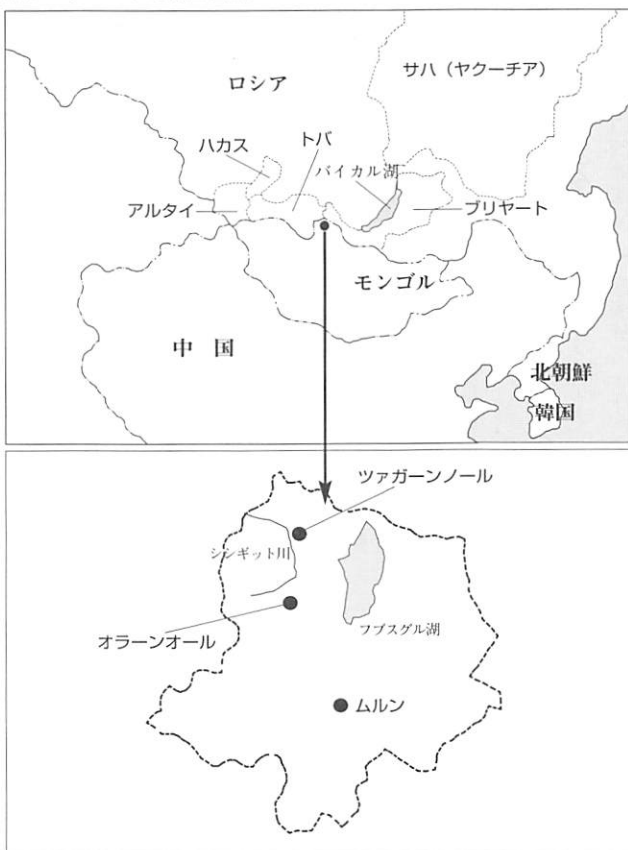 ロシア
サハ（ヤクーチア）
ハカス
トバ
バイカル湖
アルタイ
ブリヤート
モンゴル
中国
北朝鮮
韓国
ツァガーンノール
シンギット川
オラーンオール
フブスグル湖
ムルン